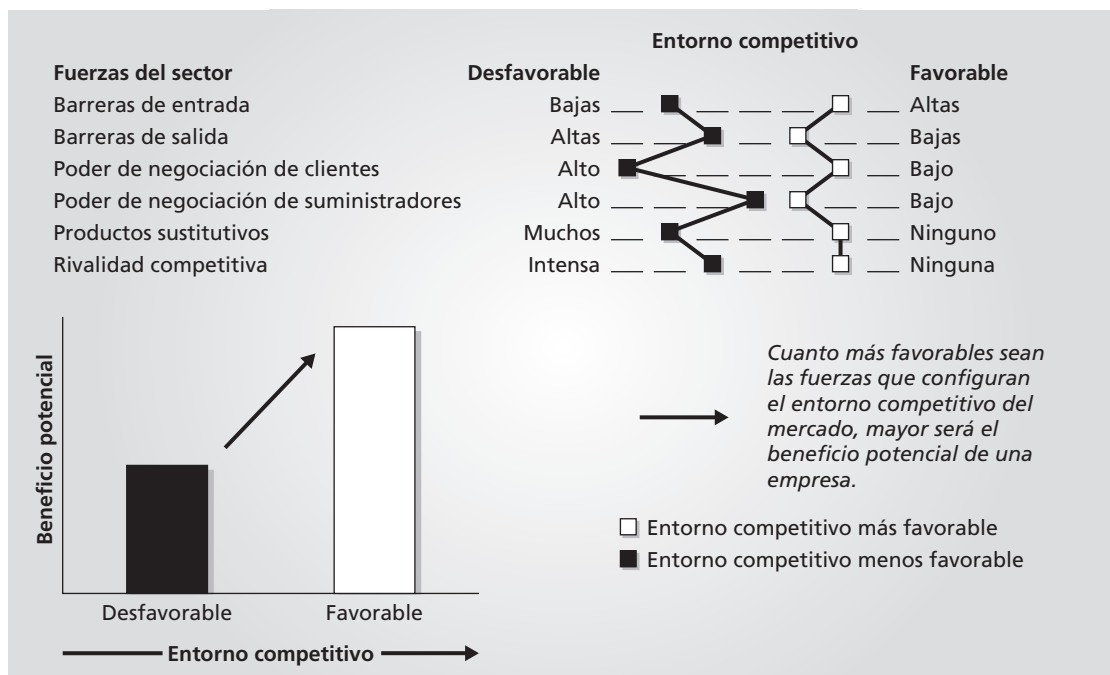 Entorno competitivo
Fuerzas del sector Desfavorable Favorable
Barreras de entrada Bajas Altas
Barreras de salida Altas Bajas
Poder de negociación de clientes Alto Bajo
Poder de negociación de suministradores Alto Bajo
Productos sustitutivos Muchos Ninguno
Rivalidad competitiva Intensa Ninguna
Beneficio potencial
Desfavorable Favorable
Entorno competitivo
Cuanto más favorables sean
las fuerzas que configuran
el entorno competitivo del
mercado, mayor será el
beneficio potencial de una
empresa.
Entorno competitivo más favorable
Entorno competitivo menos favorable